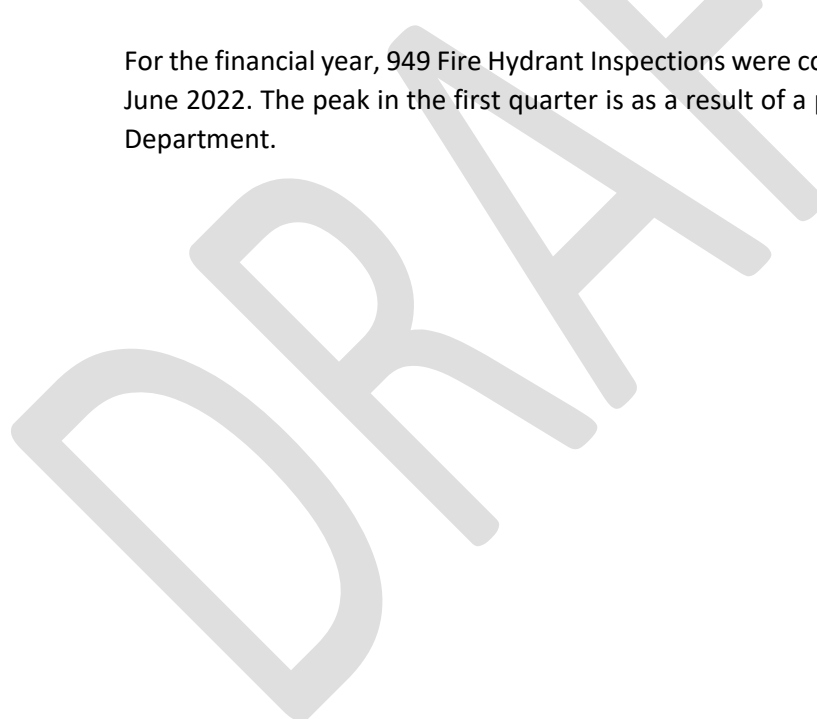 For the financial year, 949 Fire Hydrant Inspections were co
June 2022. The peak in the first quarter is as a result of a p
Department.
DRAF